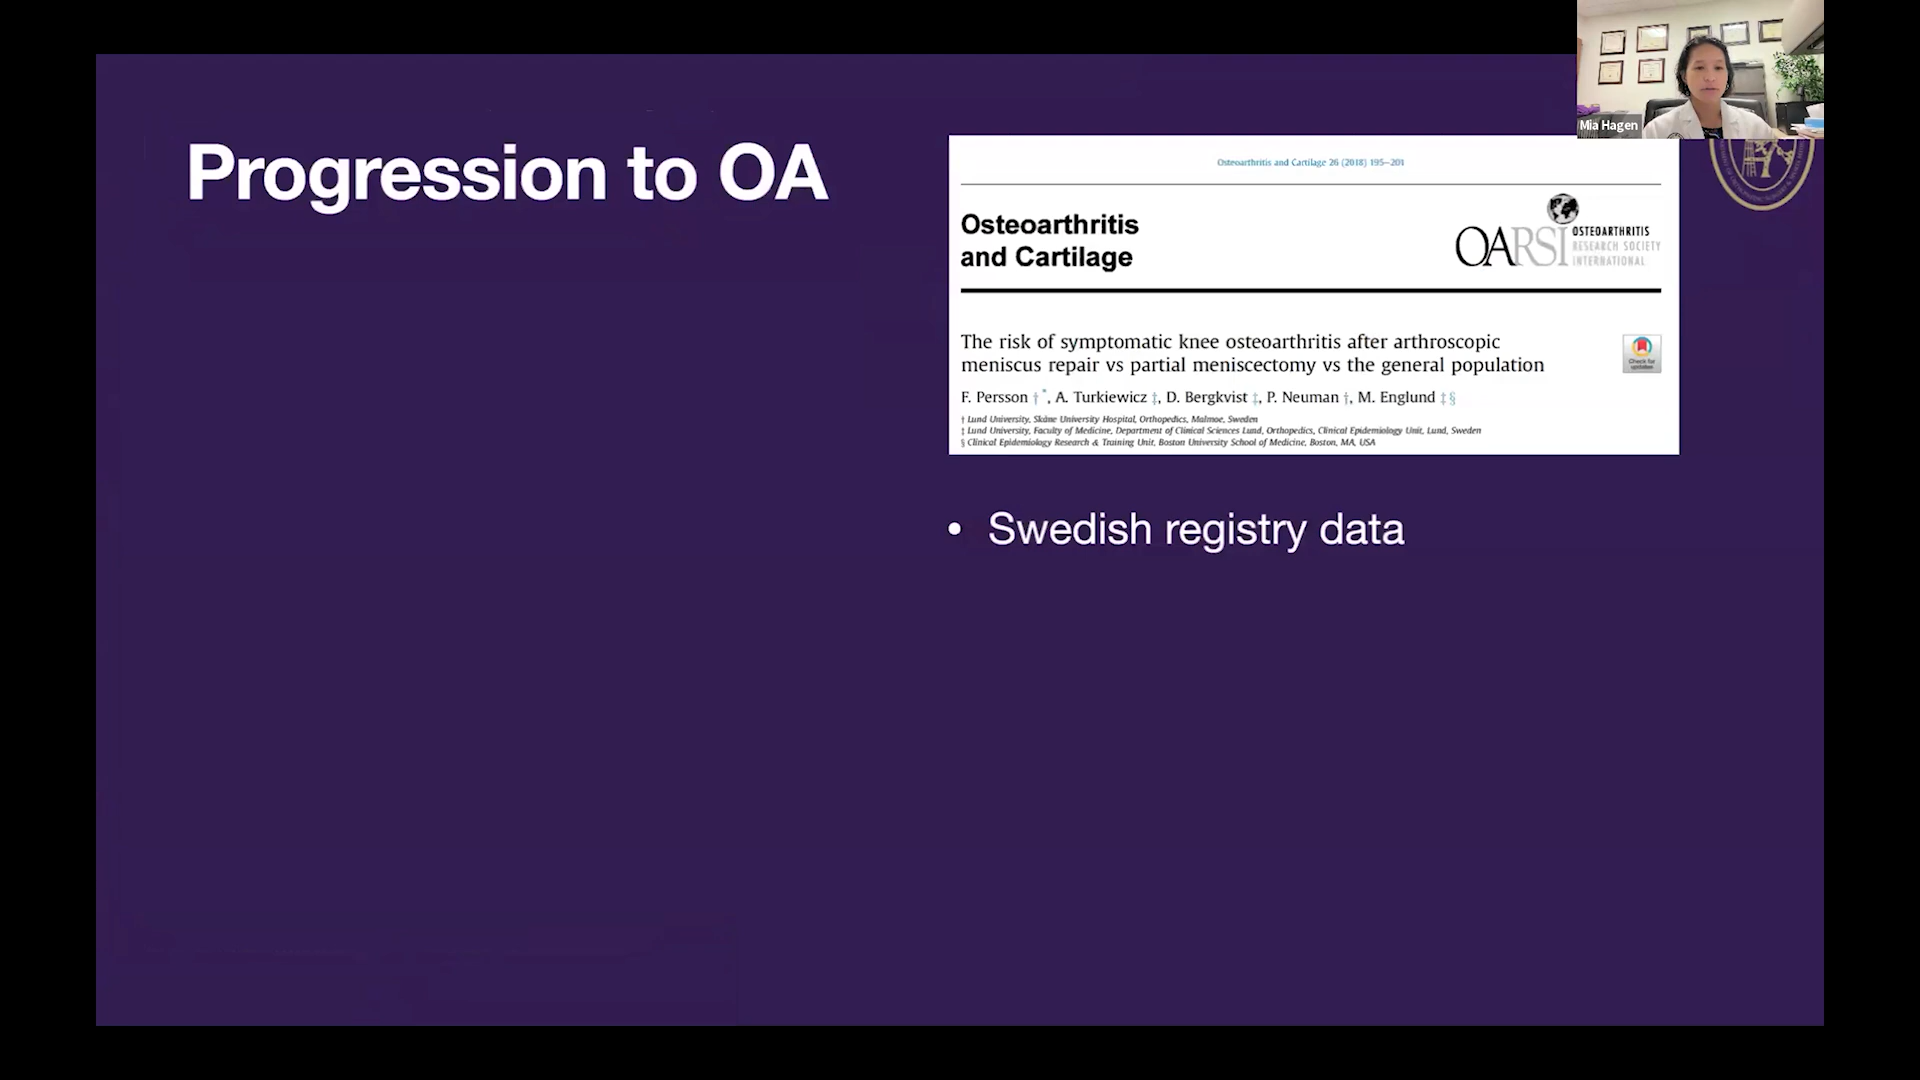 Mia Hagen
Progression to OA
Osteoarthritis and Cartilage 26 (2018) 195–201
Osteoarthritis
and Cartilage
OARSI
OSTEOARTHRITIS
RESEARCH SOCIETY
INTERNATIONAL
The risk of symptomatic knee osteoarthritis after arthroscopic
meniscus repair vs partial meniscectomy vs the general population
Check for
updates
F. Persson † *, A. Turkiewicz ‡, D. Bergkvist ‡, P. Neuman †, M. Englund ‡ §
† Lund University, Skåne University Hospital, Orthopedics, Malmoe, Sweden
‡ Lund University, Faculty of Medicine, Department of Clinical Sciences Lund, Orthopedics, Clinical Epidemiology Unit, Lund, Sweden
§ Clinical Epidemiology Research & Training Unit, Boston University School of Medicine, Boston, MA, USA
• Swedish registry data